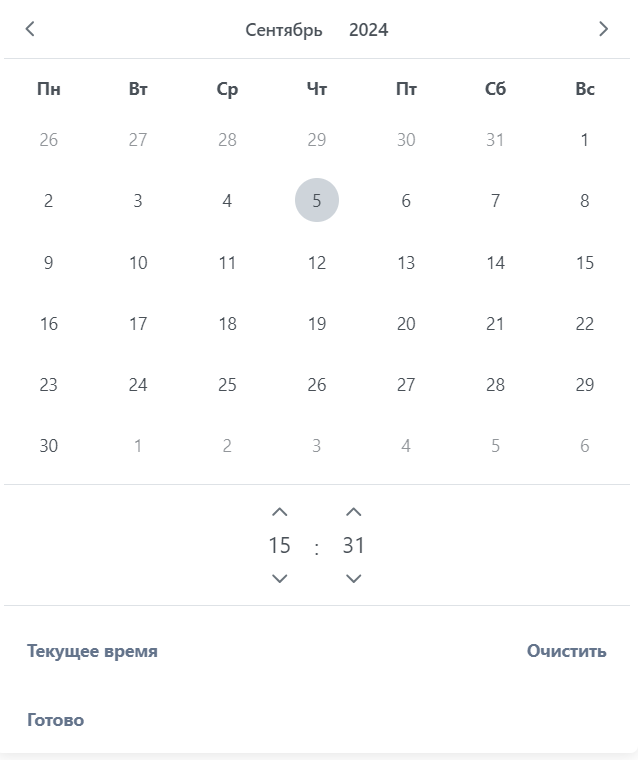 Сентябрь 2024
Пн Вт Ср Чт Пт Сб Вс
26 27 28 29 30 31 1
2 3 4 5 6 7 8
9 10 11 12 13 14 15
16 17 18 19 20 21 22
23 24 25 26 27 28 29
30 1 2 3 4 5 6
15 : 31
Текущее время Очистить
Готово